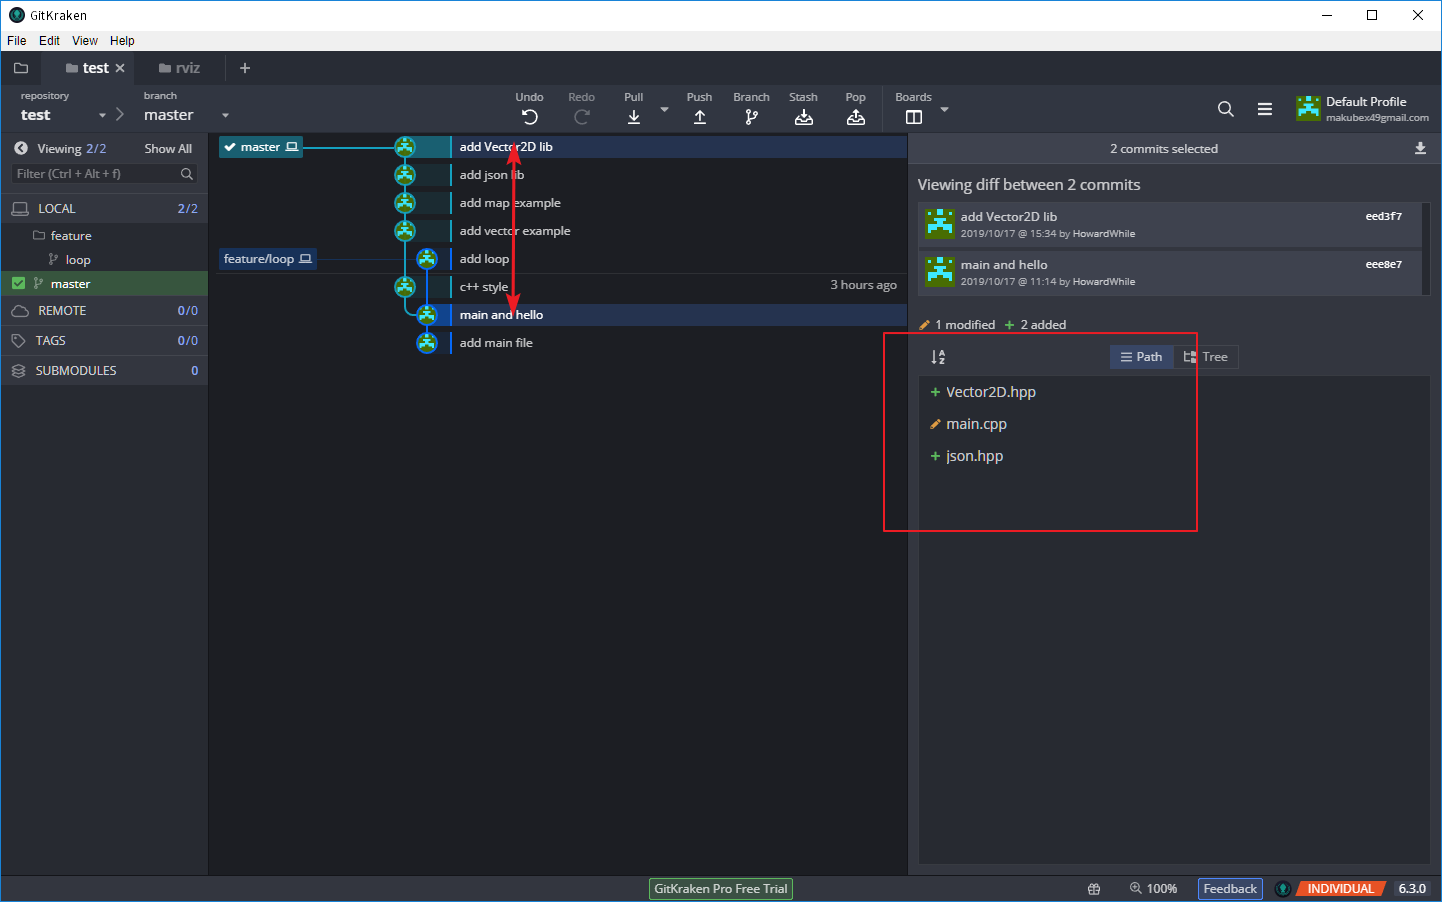 GitKraken
File Edit View Help
test rviz
repository
test
branch
master
Undo Redo Pull Push Branch Stash Pop Boards
Default Profile
makubex49gmail.com
Viewing 2/2 Show All
Filter (Ctrl + Alt + f)
LOCAL 2/2
feature
loop
master
REMOTE 0/0
TAGS 0/0
SUBMODULES 0
master add Vector2D lib
add json lib
add map example
add vector example
feature/loop add loop
c++ style 3 hours ago
main and hello
add main file
2 commits selected
Viewing diff between 2 commits
add Vector2D lib eed3f7
2019/10/17 @ 15:34 by HowardWhile
main and hello eee8e7
2019/10/17 @ 11:14 by HowardWhile
1 modified + 2 added
A Z Path Tree
+ Vector2D.hpp
main.cpp
+ json.hpp
GitKraken Pro Free Trial
100% Feedback INDIVIDUAL 6.3.0